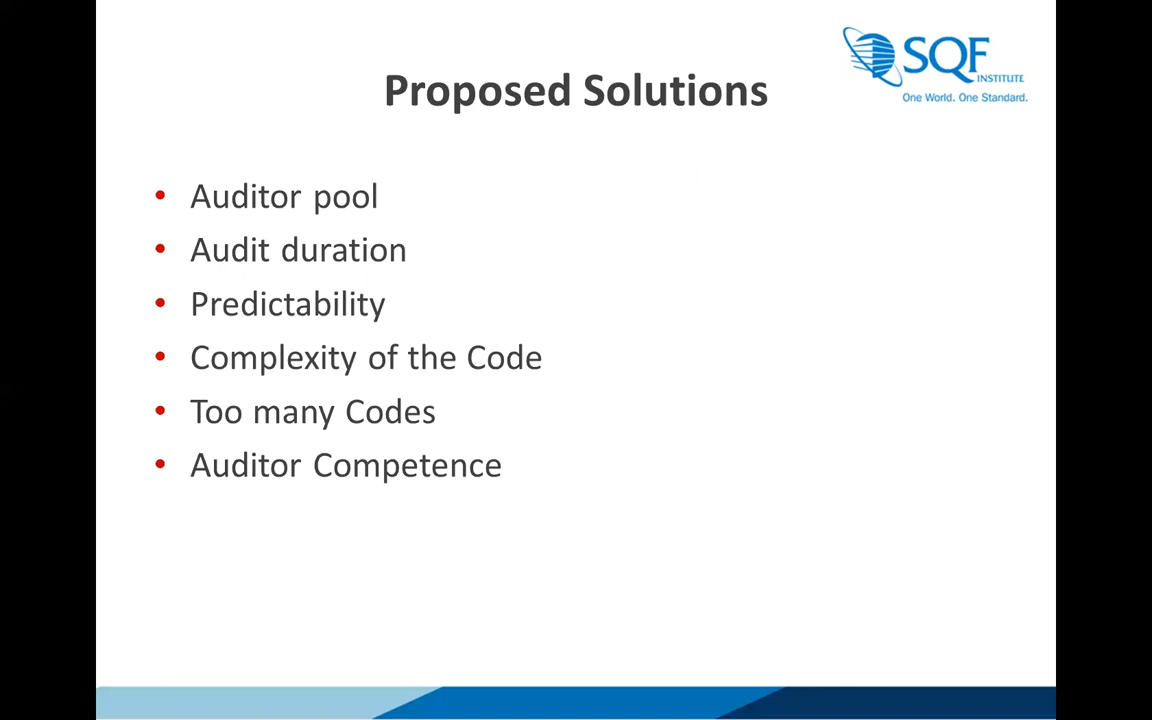 SQF
INSTITUTE
One World. One Standard.
Proposed Solutions
• Auditor pool
• Audit duration
• Predictability
• Complexity of the Code
• Too many Codes
• Auditor Competence